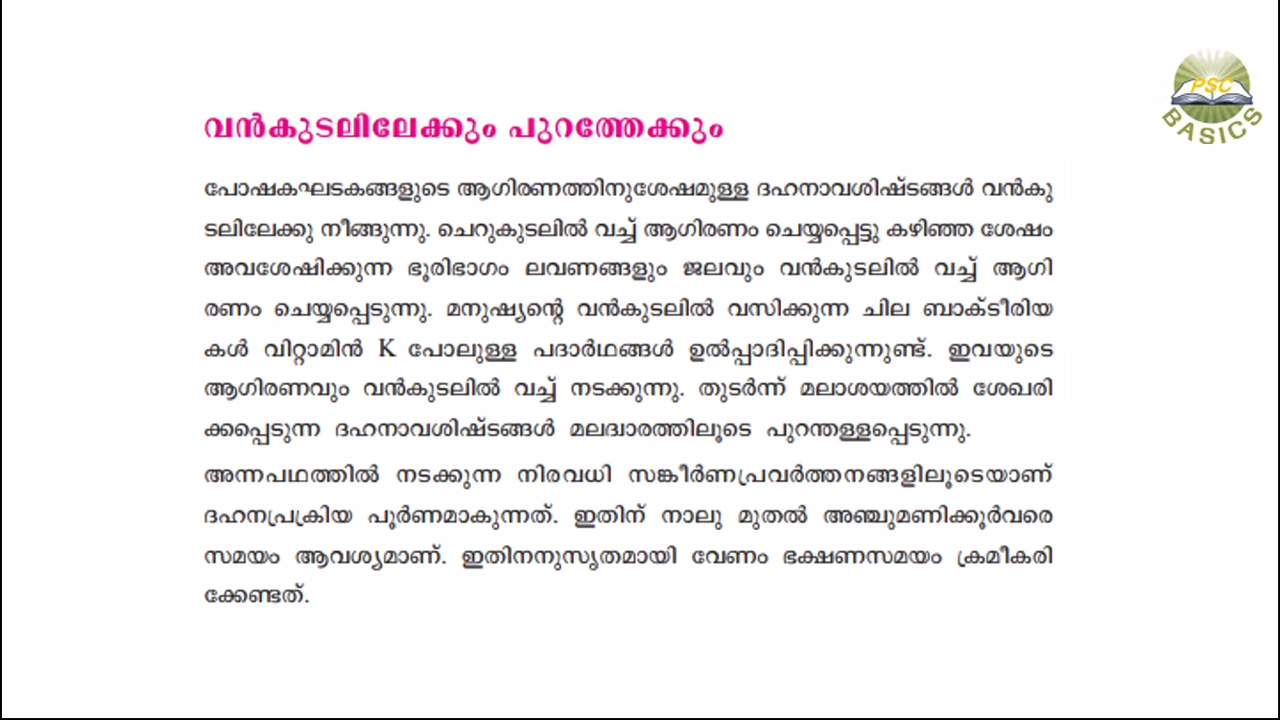 PSC
BASICS
വൻകുടലിലേക്കും പുറത്തേക്കും
പോഷകഘടകങ്ങളുടെ ആഗിരണത്തിനുശേഷമുള്ള ദഹനാവശിഷ്ടങ്ങൾ വൻകു
ടലിലേക്കു നീങ്ങുന്നു. ചെറുകുടലിൽ വച്ച് ആഗിരണം ചെയ്യപ്പെട്ടു കഴിഞ്ഞ ശേഷം
അവശേഷിക്കുന്ന ഭൂരിഭാഗം ലവണങ്ങളും ജലവും വൻകുടലിൽ വച്ച് ആഗി
രണം ചെയ്യപ്പെടുന്നു. മനുഷ്യന്റെ വൻകുടലിൽ വസിക്കുന്ന ചില ബാക്ടീരിയ
കൾ വിറ്റാമിൻ K പോലുള്ള പദാർഥങ്ങൾ ഉൽപ്പാദിപ്പിക്കുന്നുണ്ട്. ഇവയുടെ
ആഗിരണവും വൻകുടലിൽ വച്ച് നടക്കുന്നു. തുടർന്ന് മലാശയത്തിൽ ശേഖരി
ക്കപ്പെടുന്ന ദഹനാവശിഷ്ടങ്ങൾ മലദ്വാരത്തിലൂടെ പുറന്തള്ളപ്പെടുന്നു.
അന്നപഥത്തിൽ നടക്കുന്ന നിരവധി സങ്കീർണപ്രവർത്തനങ്ങളിലൂടെയാണ്
ദഹനപ്രക്രിയ പൂർണമാകുന്നത്. ഇതിന് നാലു മുതൽ അഞ്ചുമണിക്കൂർവരെ
സമയം ആവശ്യമാണ്. ഇതിനനുസൃതമായി വേണം ഭക്ഷണസമയം ക്രമീകരി
ക്കേണ്ടത്.